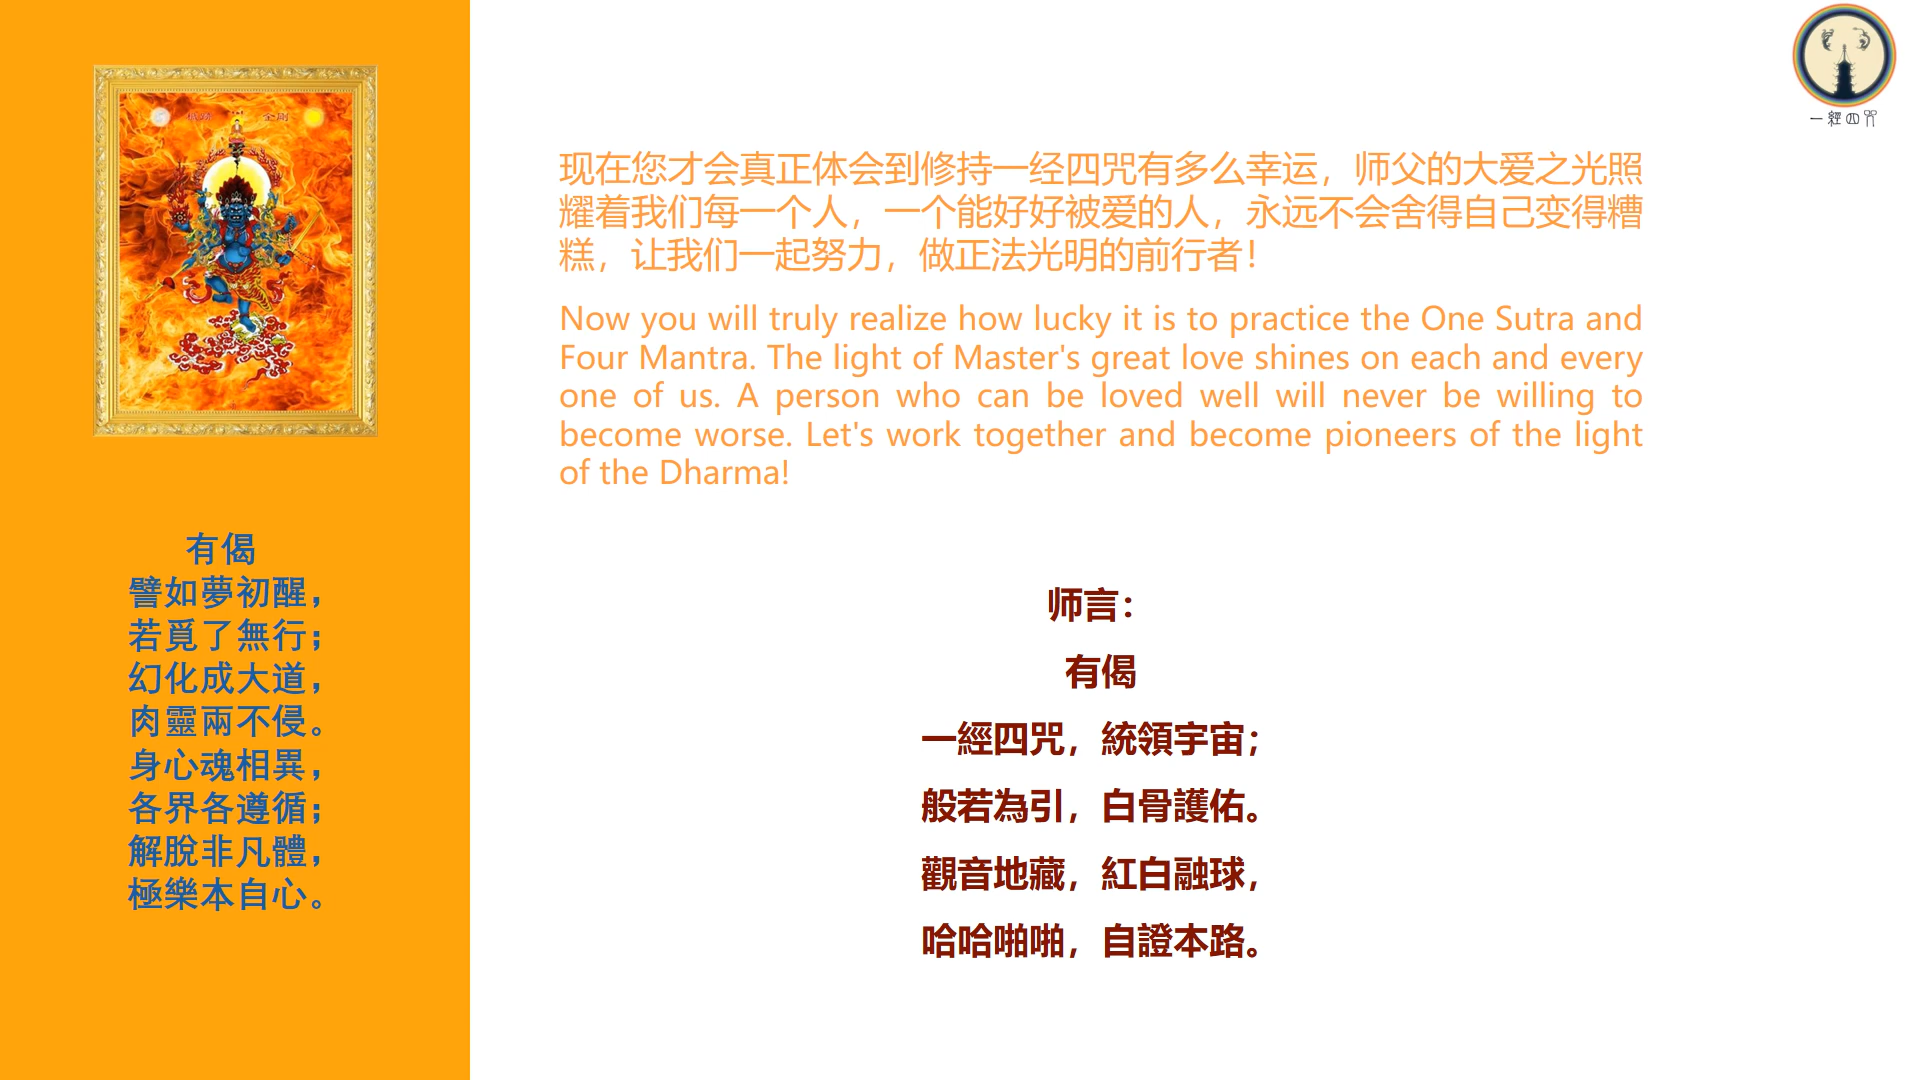 金剛
有偈
譬如夢初醒，
若覓了無行；
幻化成大道，
肉靈兩不侵。
身心魂相異，
各界各遵循；
解脫非凡體，
極樂本自心。
一經四咒
现在您才会真正体会到修持一经四咒有多么幸运，师父的大爱之光照
耀着我们每一个人，一个能好好被爱的人，永远不会舍得自己变得糟
糕，让我们一起努力，做正法光明的前行者！
Now you will truly realize how lucky it is to practice the One Sutra and
Four Mantra. The light of Master's great love shines on each and every
one of us. A person who can be loved well will never be willing to
become worse. Let's work together and become pioneers of the light
of the Dharma!
师言：
有偈
一經四咒，統領宇宙；
般若為引，白骨護佑。
觀音地藏，紅白融球，
哈哈啪啪，自證本路。